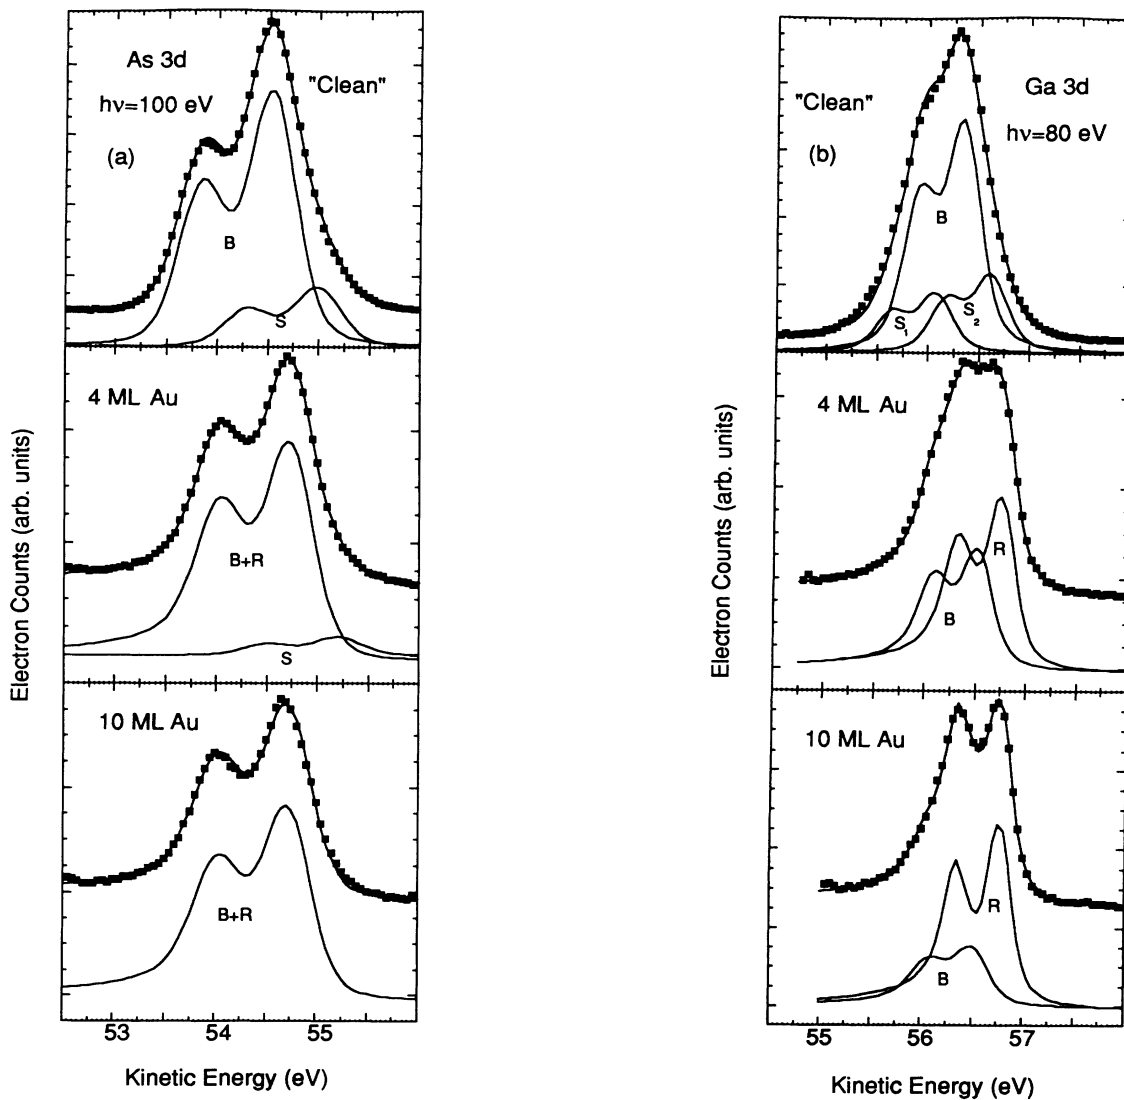 As 3d
hν=100 eV
"Clean"
(a)
B
S
4 ML Au
B+R
S
10 ML Au
B+R
53 54 55
Kinetic Energy (eV)
Electron Counts (arb. units)
"Clean"
Ga 3d
hν=80 eV
(b)
B
S₁
S₂
4 ML Au
R
B
10 ML Au
R
B
55 56 57
Kinetic Energy (eV)
Electron Counts (arb. units)